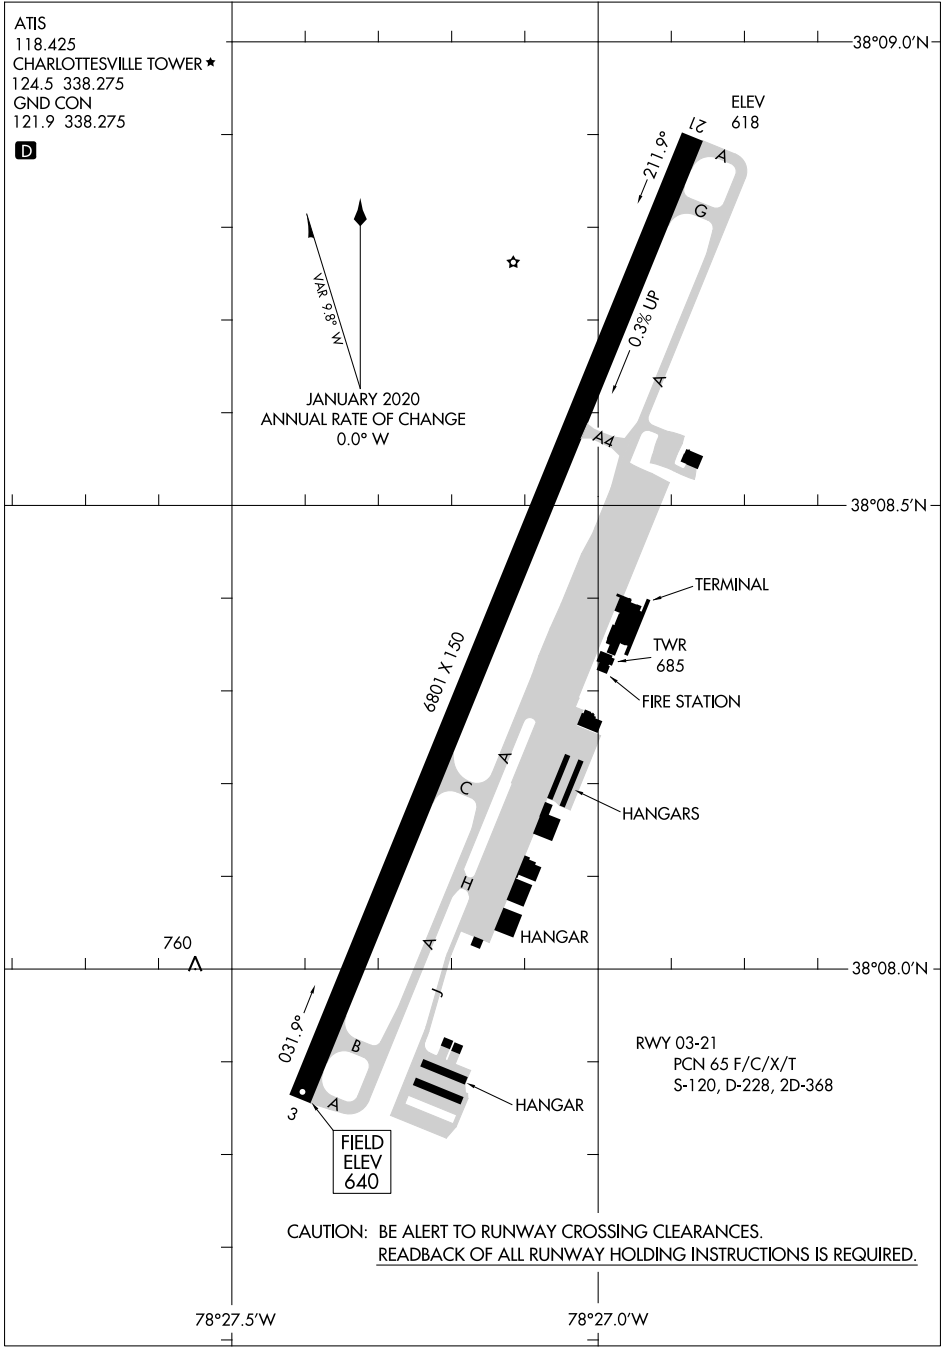 ATIS
118.425
CHARLOTTESVILLE TOWER ★
124.5 338.275
GND CON
121.9 338.275
D
38°09.0'N
ELEV
618
21
A
211.9°
G
VAR 9.8° W
0.3% UP
JANUARY 2020
ANNUAL RATE OF CHANGE
0.0° W
A
A4
38°08.5'N
TERMINAL
TWR
685
FIRE STATION
6801 X 150
A
C
HANGARS
H
HANGAR
A
760
38°08.0'N
J
031.9°
B
RWY 03-21
PCN 65 F/C/X/T
S-120, D-228, 2D-368
HANGAR
A
3
FIELD
ELEV
640
CAUTION: BE ALERT TO RUNWAY CROSSING CLEARANCES.
READBACK OF ALL RUNWAY HOLDING INSTRUCTIONS IS REQUIRED.
78°27.5'W
78°27.0'W